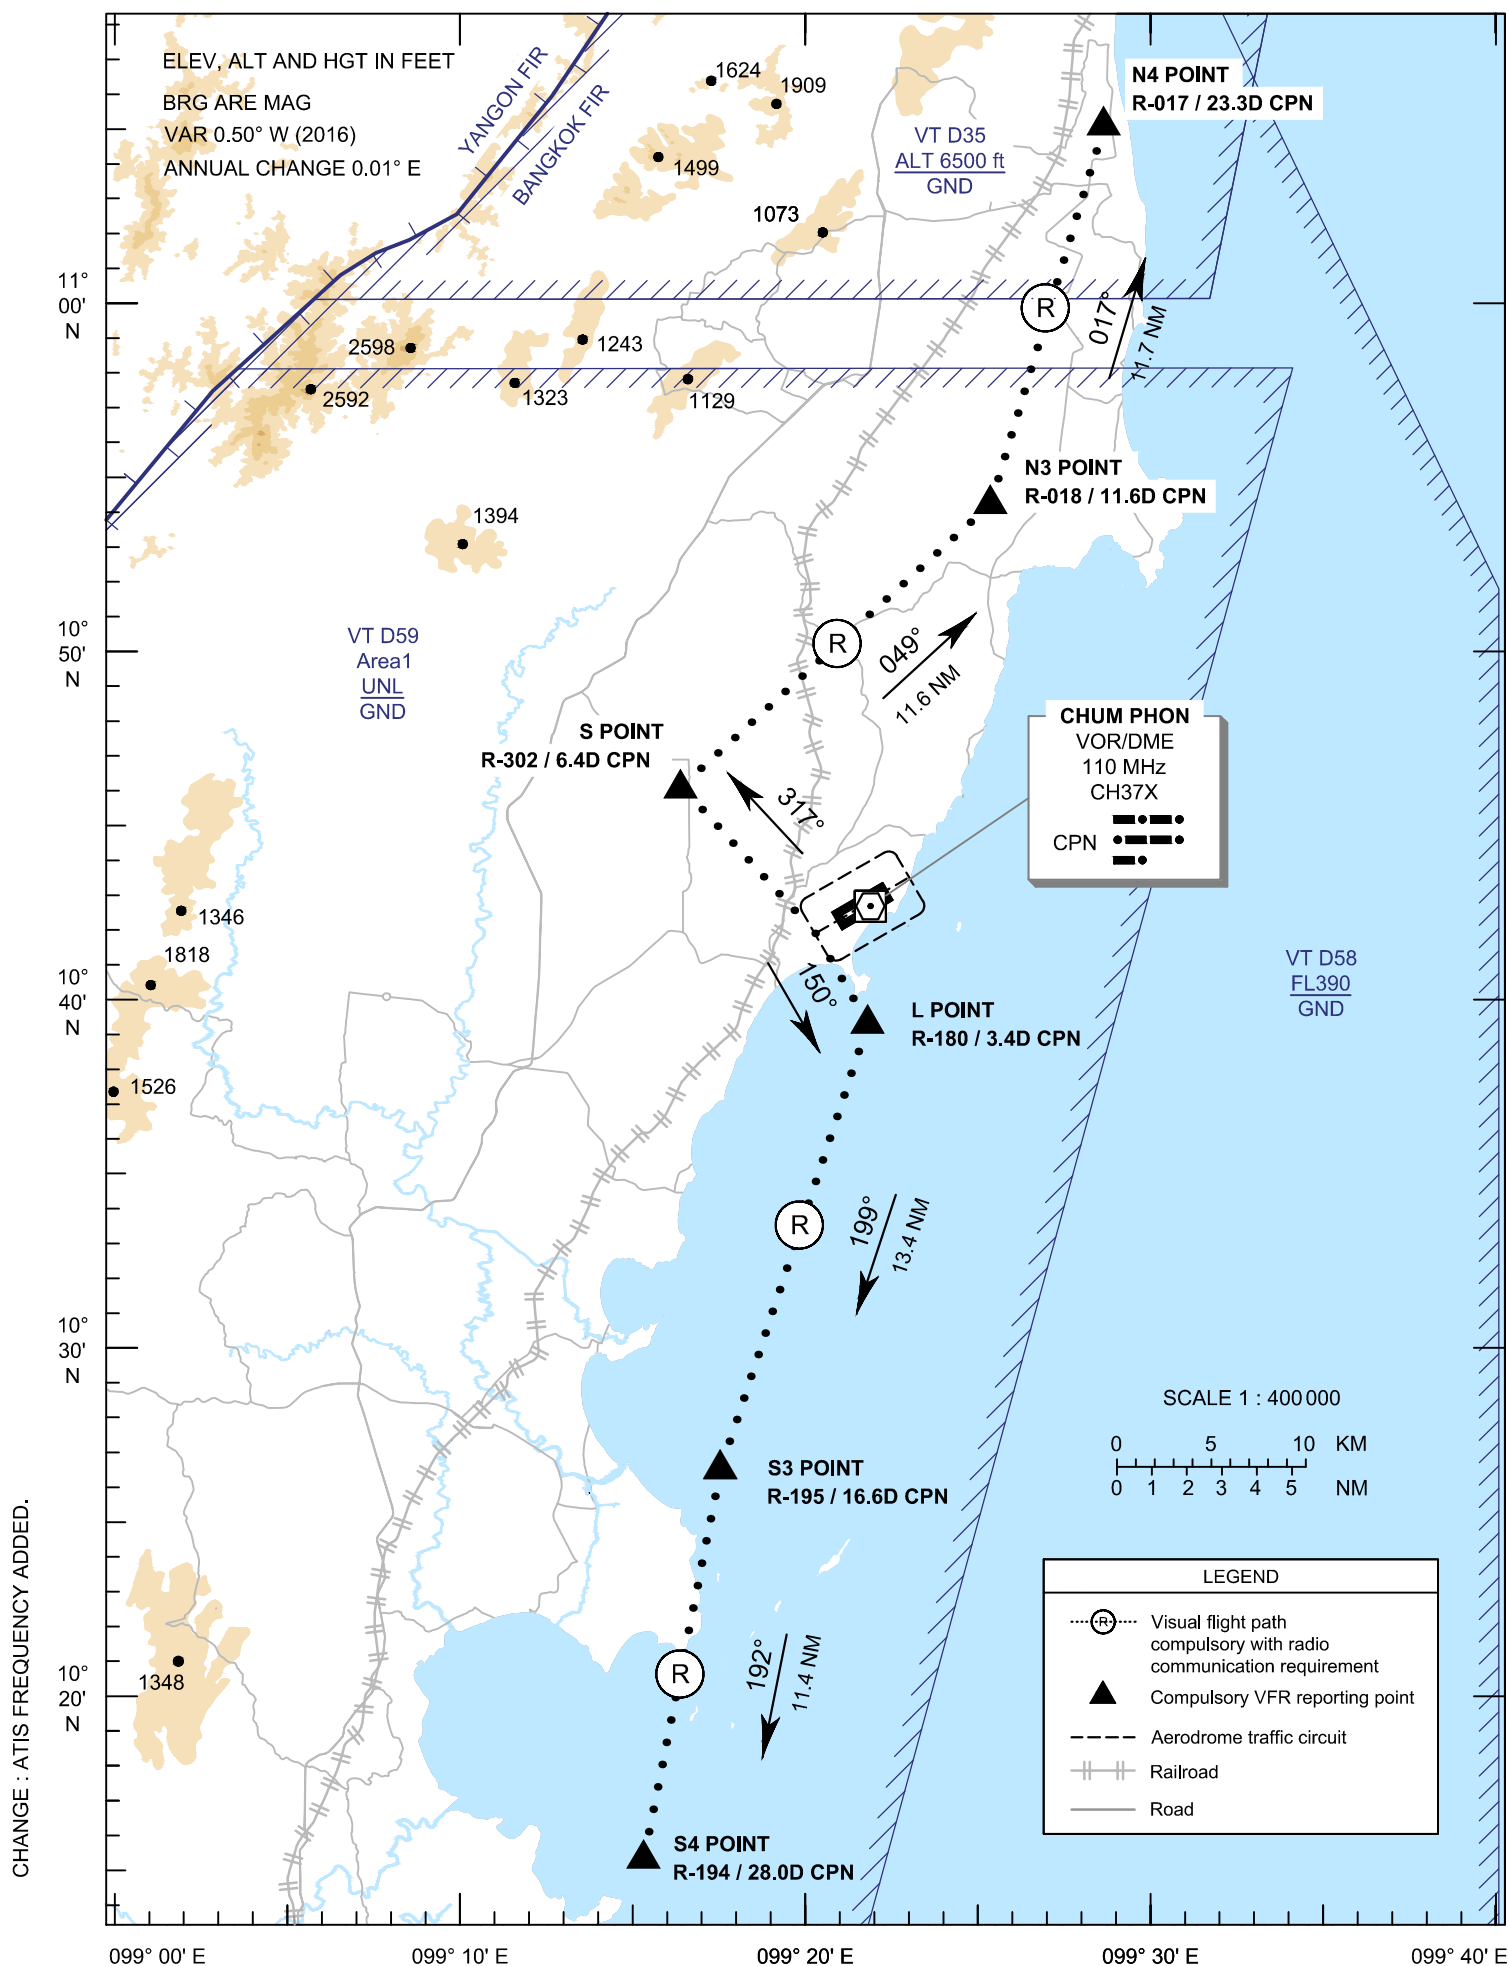 ELEV, ALT AND HGT IN FEET
BRG ARE MAG
VAR 0.50° W (2016)
ANNUAL CHANGE 0.01° E
YANGON FIR
BANGKOK FIR
1624
1909
1499
1073
VT D35
ALT 6500 ft
GND
N4 POINT
R-017 / 23.3D CPN
11°
00'
N
2598
2592
1323
1243
1129
R
017°
11.7 NM
N3 POINT
R-018 / 11.6D CPN
1394
10°
50'
N
VT D59
Area1
UNL
GND
R
049°
11.6 NM
S POINT
R-302 / 6.4D CPN
317°
CHUM PHON
VOR/DME
110 MHz
CH37X
CPN
1346
1818
1526
10°
40'
N
150°
L POINT
R-180 / 3.4D CPN
VT D58
FL390
GND
R
199°
13.4 NM
10°
30'
N
SCALE 1 : 400 000
0 5 10 KM
0 1 2 3 4 5 NM
S3 POINT
R-195 / 16.6D CPN
LEGEND
R
Visual flight path
compulsory with radio
communication requirement
Compulsory VFR reporting point
Aerodrome traffic circuit
Railroad
Road
1348
10°
20'
N
R
192°
11.4 NM
S4 POINT
R-194 / 28.0D CPN
099° 00' E
099° 10' E
099° 20' E
099° 30' E
099° 40' E
CHANGE : ATIS FREQUENCY ADDED.